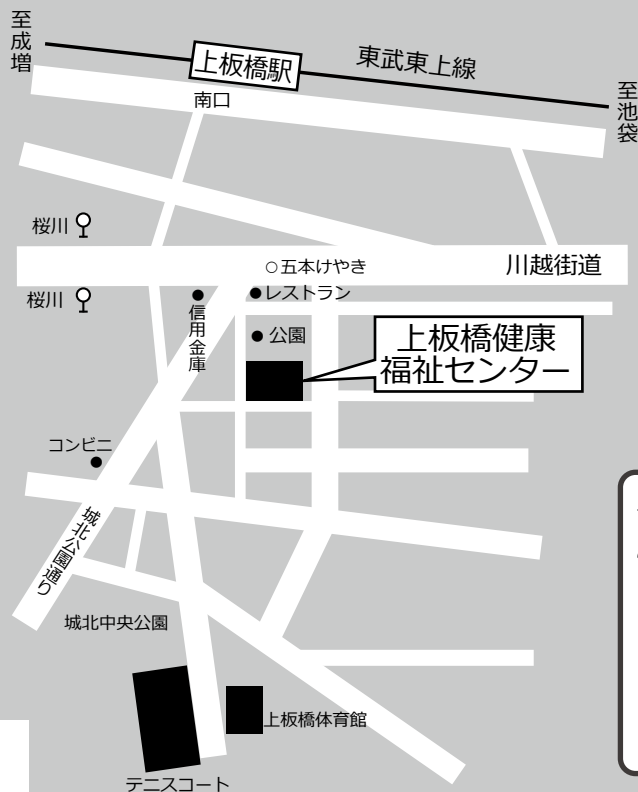 至成増
上板橋駅
東武東上線
至池袋
南口
桜川
川越街道
五本けやき
桜川
レストラン
信用金庫
公園
上板橋健康
福祉センター
コンビニ
城北公園通り
城北中央公園
上板橋体育館
テニスコート